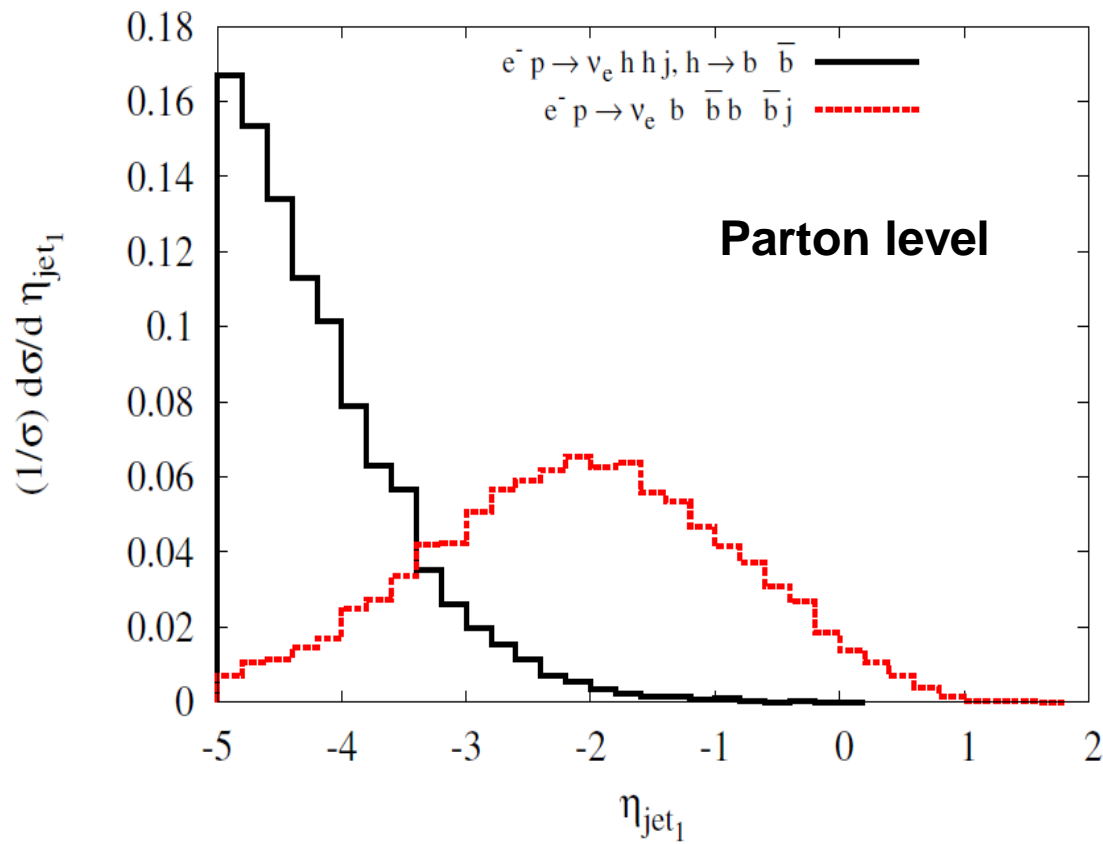 0.18
0.16
0.14
0.12
0.1
0.08
0.06
0.04
0.02
0
(1/σ) dσ/d η_jet₁
e⁻ p → ν_e h h j, h → b b̄
e⁻ p → ν_e b b̄ b b̄ j
Parton level
-5 -4 -3 -2 -1 0 1 2
η_jet₁